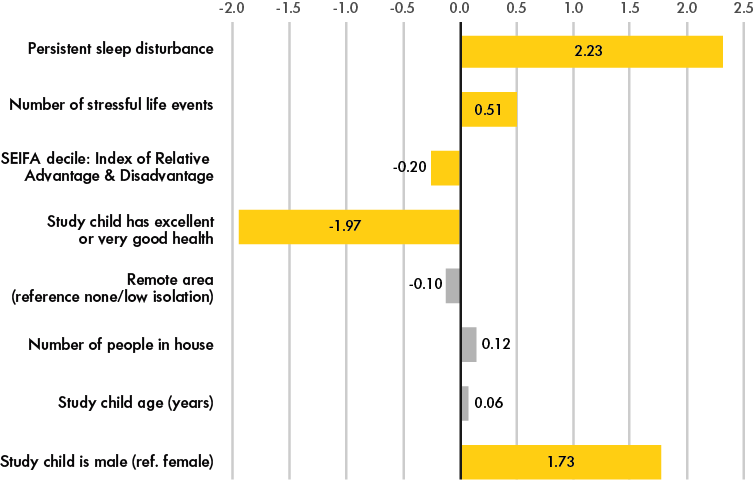 -2.0 -1.5 -1.0 -0.5 0.0 0.5 1.0 1.5 2.0 2.5
Persistent sleep disturbance 2.23
Number of stressful life events 0.51
SEIFA decile: Index of Relative
Advantage & Disadvantage
-0.20
Study child has excellent
or very good health
-1.97
Remote area
(reference none/low isolation)
-0.10
Number of people in house 0.12
Study child age (years) 0.06
Study child is male (ref. female) 1.73